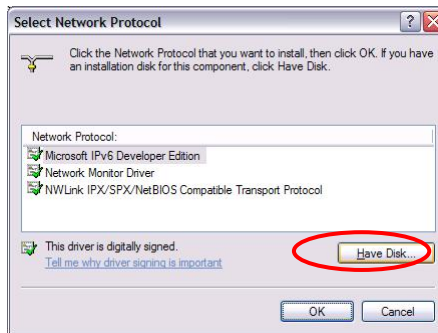 Select Network Protocol
Click the Network Protocol that you want to install, then click OK. If you have
an installation disk for this component, click Have Disk.
Network Protocol:
Microsoft IPv6 Developer Edition
Network Monitor Driver
NWLink IPX/SPX/NetBIOS Compatible Transport Protocol
This driver is digitally signed.
Tell me why driver signing is important
Have Disk...
OK
Cancel